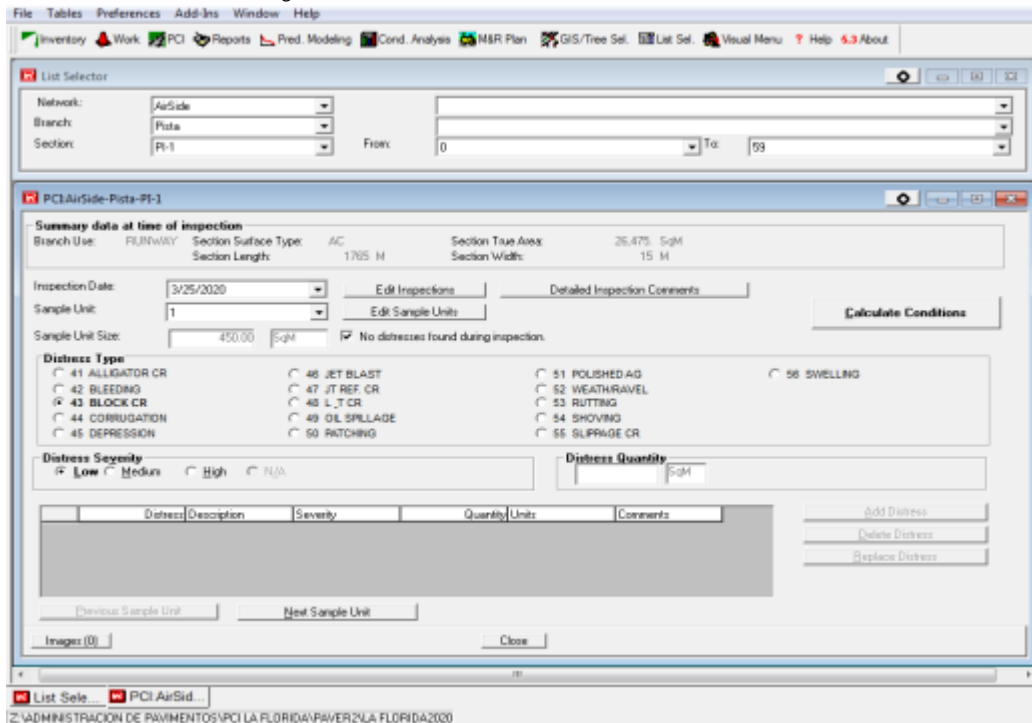 File Tables Preferences Add-Ins Window Help
Inventory Work PCI Reports Pred. Modeling Cond. Analysis M&R Plan GIS/Tree Sel. List Sel. Visual Menu ? Help 6.3 About
List Selector
Network: AirSide
Branch: Pista
Section: PI-1 From: 0 To: 59
PCI:AirSide-Pista-PI-1
Summary data at time of inspection
Branch Use: RUNWAY Section Surface Type: AC Section True Area: 26,475. SqM
Section Length: 1765 M Section Width: 15 M
Inspection Date: 3/25/2020 Edit Inspections Detailed Inspection Comments
Sample Unit: 1 Edit Sample Units Calculate Conditions
Sample Unit Size: 450.00 SqM No distresses found during inspection.
Distress Type
41 ALLIGATOR CR 46 JET BLAST 51 POLISHED AG 56 SWELLING
42 BLEEDING 47 JT REF. CR 52 WEATH/RAVEL
43 BLOCK CR 48 L_T CR 53 RUTTING
44 CORRUGATION 49 OIL SPILLAGE 54 SHOVING
45 DEPRESSION 50 PATCHING 55 SLIPPAGE CR
Distress Severity Distress Quantity
Low Medium High N/A SqM
Distress Description Severity Quantity Units Comments Add Distress
Delete Distress
Replace Distress
Previous Sample Unit Next Sample Unit
Images (0) Close
List Sele... PCI:AirSid...
Z:\ADMINISTRACION DE PAVIMENTOS\PCI LA FLORIDA\PAVER2\LA FLORIDA2020